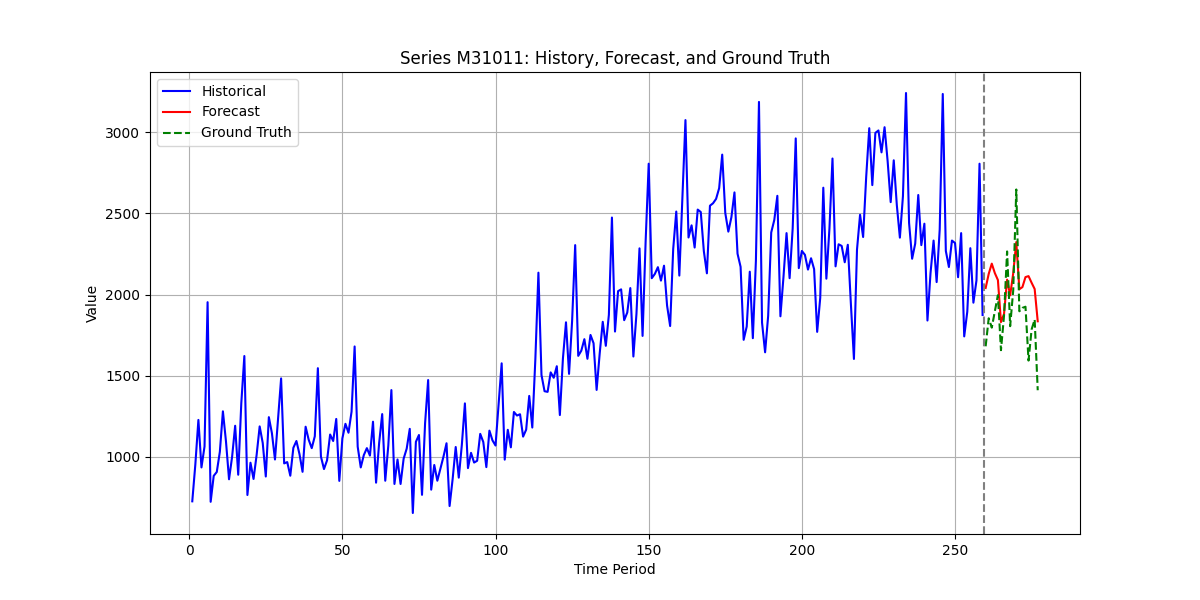 Series M31011: History, Forecast, and Ground Truth
Historical
Forecast
Ground Truth
3000
2500
2000
1500
1000
Value
0 50 100 150 200 250
Time Period